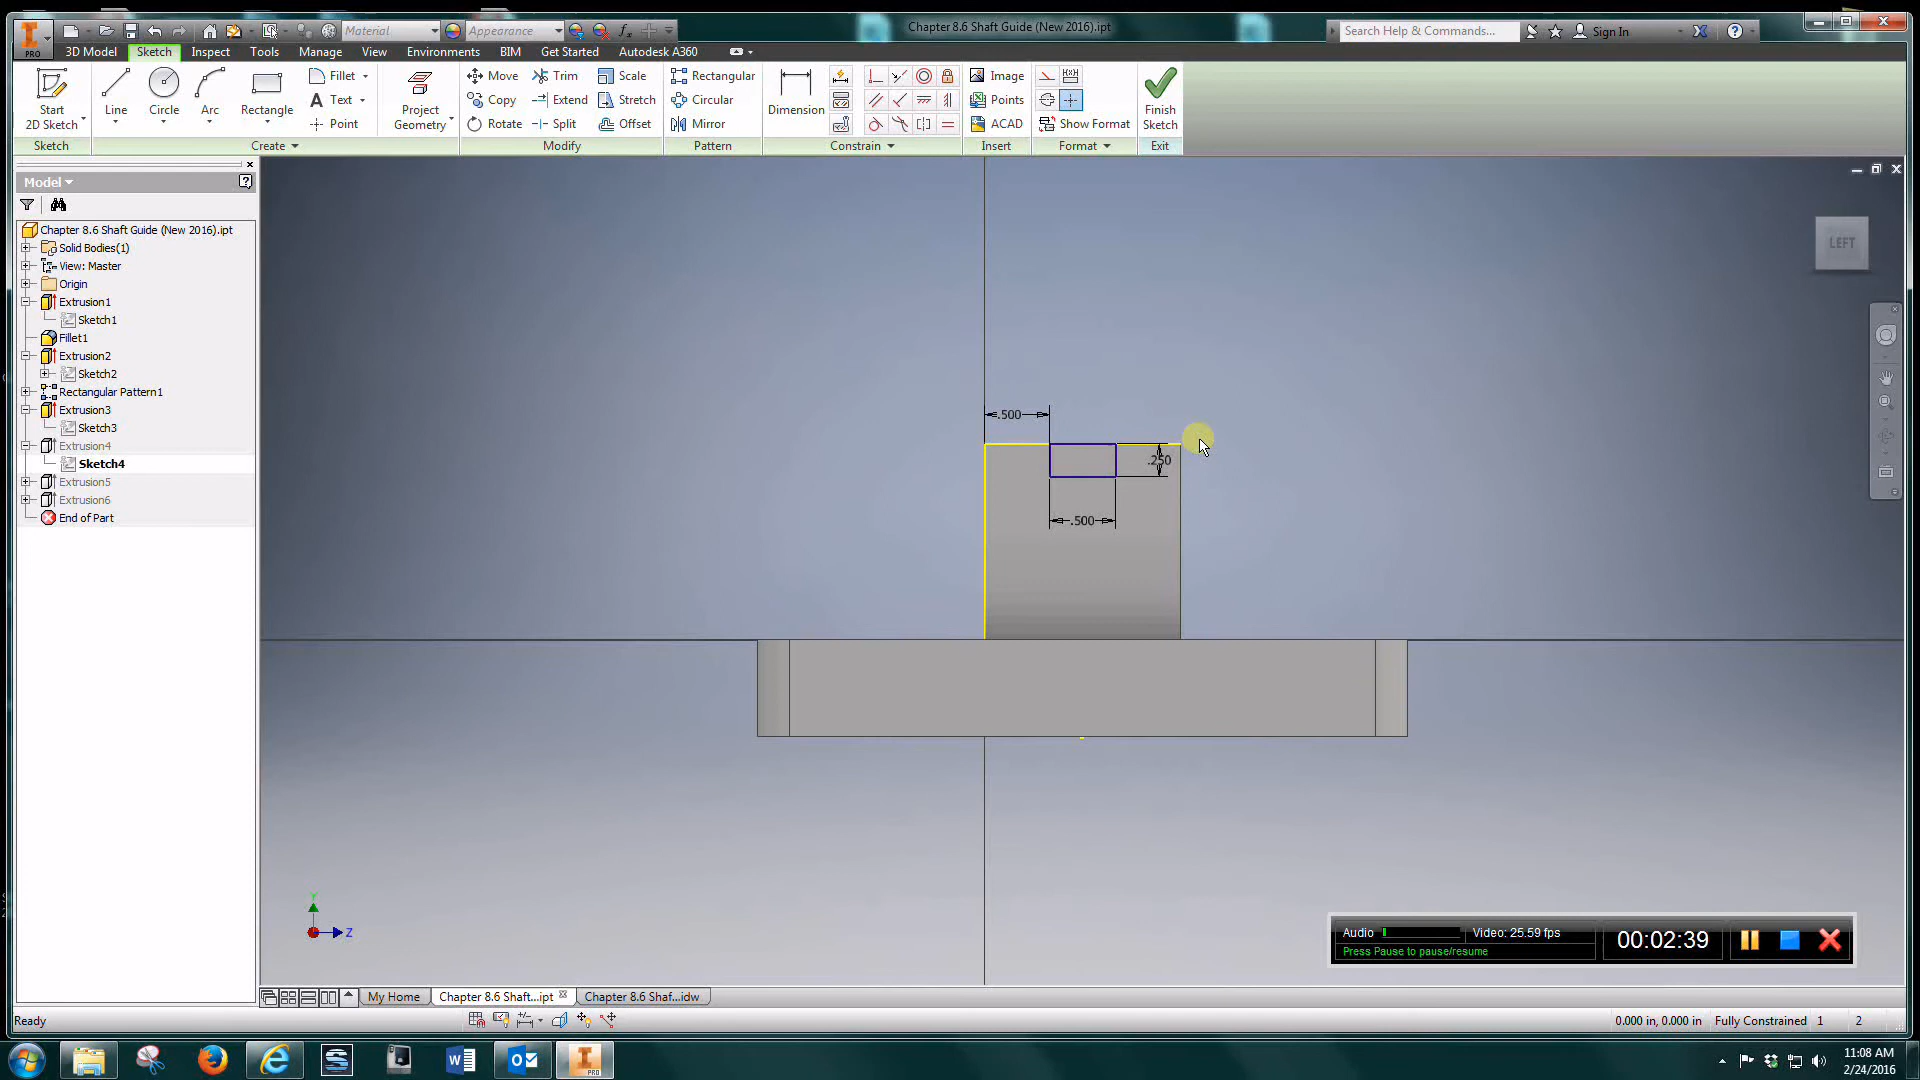 Material
Appearance
Chapter 8.6 Shaft Guide (New 2016).ipt
Search Help & Commands...
Sign In
PRO
3D Model
Sketch
Inspect
Tools
Manage
View
Environments
BIM
Get Started
Autodesk A360
Start
2D Sketch
Line
Circle
Arc
Rectangle
Fillet
Text
Point
Project
Geometry
Move
Copy
Rotate
Trim
Extend
Split
Scale
Stretch
Offset
Rectangular
Circular
Mirror
Dimension
Image
Points
ACAD
Show Format
Finish
Sketch
Sketch
Create
Modify
Pattern
Constrain
Insert
Format
Exit
Model
Chapter 8.6 Shaft Guide (New 2016).ipt
Solid Bodies(1)
View: Master
Origin
Extrusion1
Sketch1
Fillet1
Extrusion2
Sketch2
Rectangular Pattern1
Extrusion3
Sketch3
Extrusion4
Sketch4
Extrusion5
Extrusion6
End of Part
LEFT
.500
.250
.500
Y
Z
Audio
Video: 25.59 fps
Press Pause to pause/resume
00:02:39
My Home
Chapter 8.6 Shaft...ipt
Chapter 8.6 Shaf...idw
Ready
0.000 in, 0.000 in
Fully Constrained
1
2
PRO
11:08 AM
2/24/2016